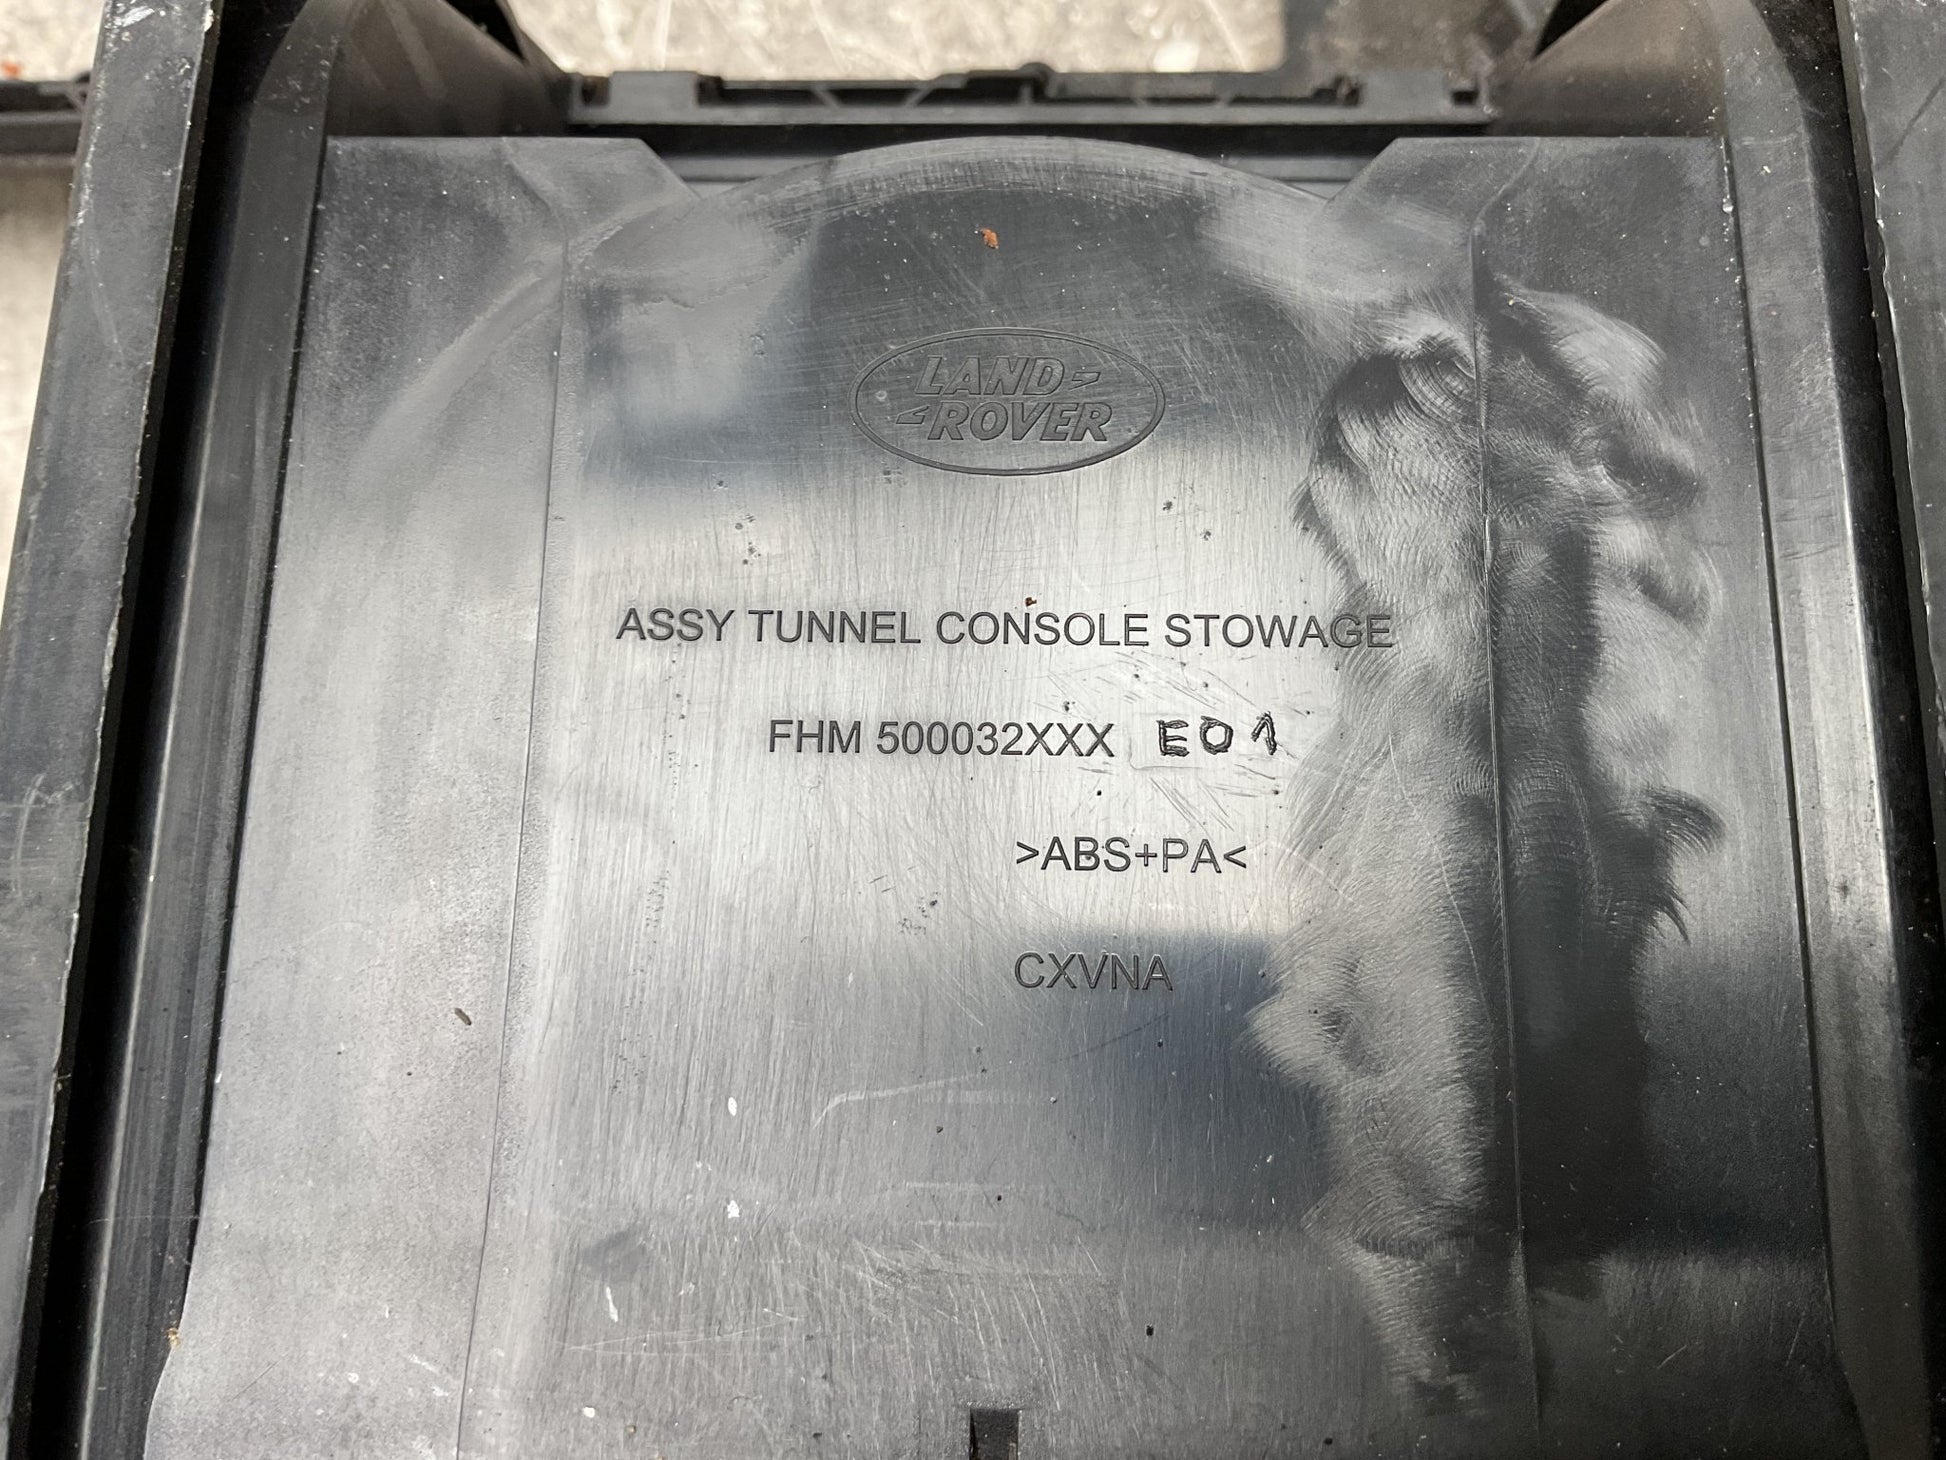 LAND
ROVER
ASSY TUNNEL CONSOLE STOWAGE
FHM 500032XXX E01
>ABS+PA<
CXVNA